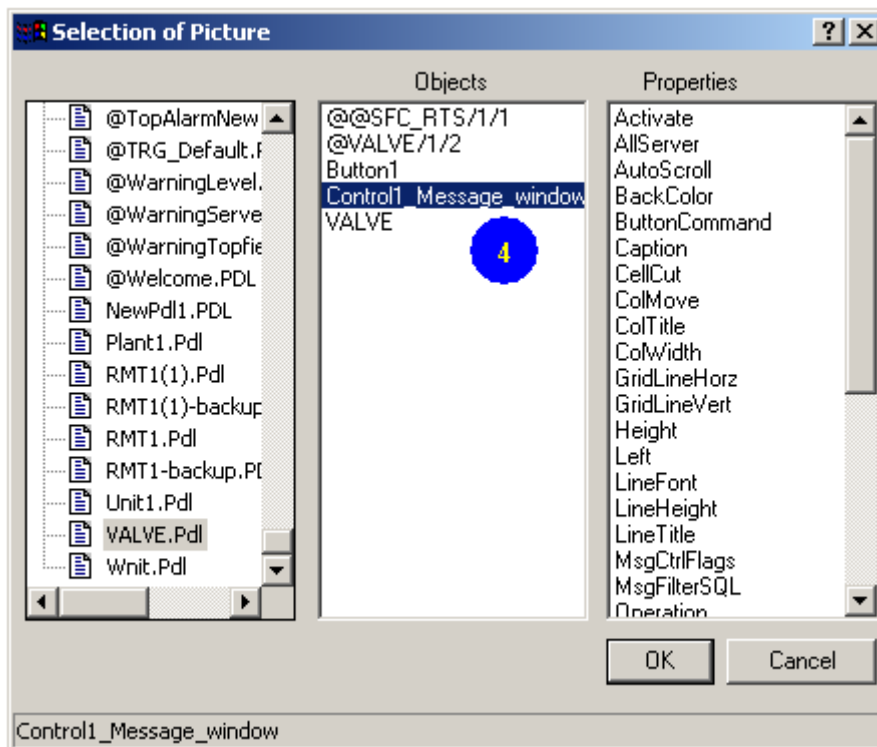 Selection of Picture
Objects
Properties
@TopAlarmNew
@TRG_Default.F
@WarningLevel.
@WarningServe
@WarningTopfie
@Welcome.PDL
NewPdl1.PDL
Plant1.Pdl
RMT1(1).Pdl
RMT1(1)-backup
RMT1.Pdl
RMT1-backup.PD
Unit1.Pdl
VALVE.Pdl
Wnit.Pdl
@@SFC_RTS/1/1
@VALVE/1/2
Button1
Control1_Message_window
VALVE
4
Activate
AllServer
AutoScroll
BackColor
ButtonCommand
Caption
CellCut
ColMove
ColTitle
ColWidth
GridLineHorz
GridLineVert
Height
Left
LineFont
LineHeight
LineTitle
MsgCtrlFlags
MsgFilterSQL
Operation
OK
Cancel
Control1_Message_window